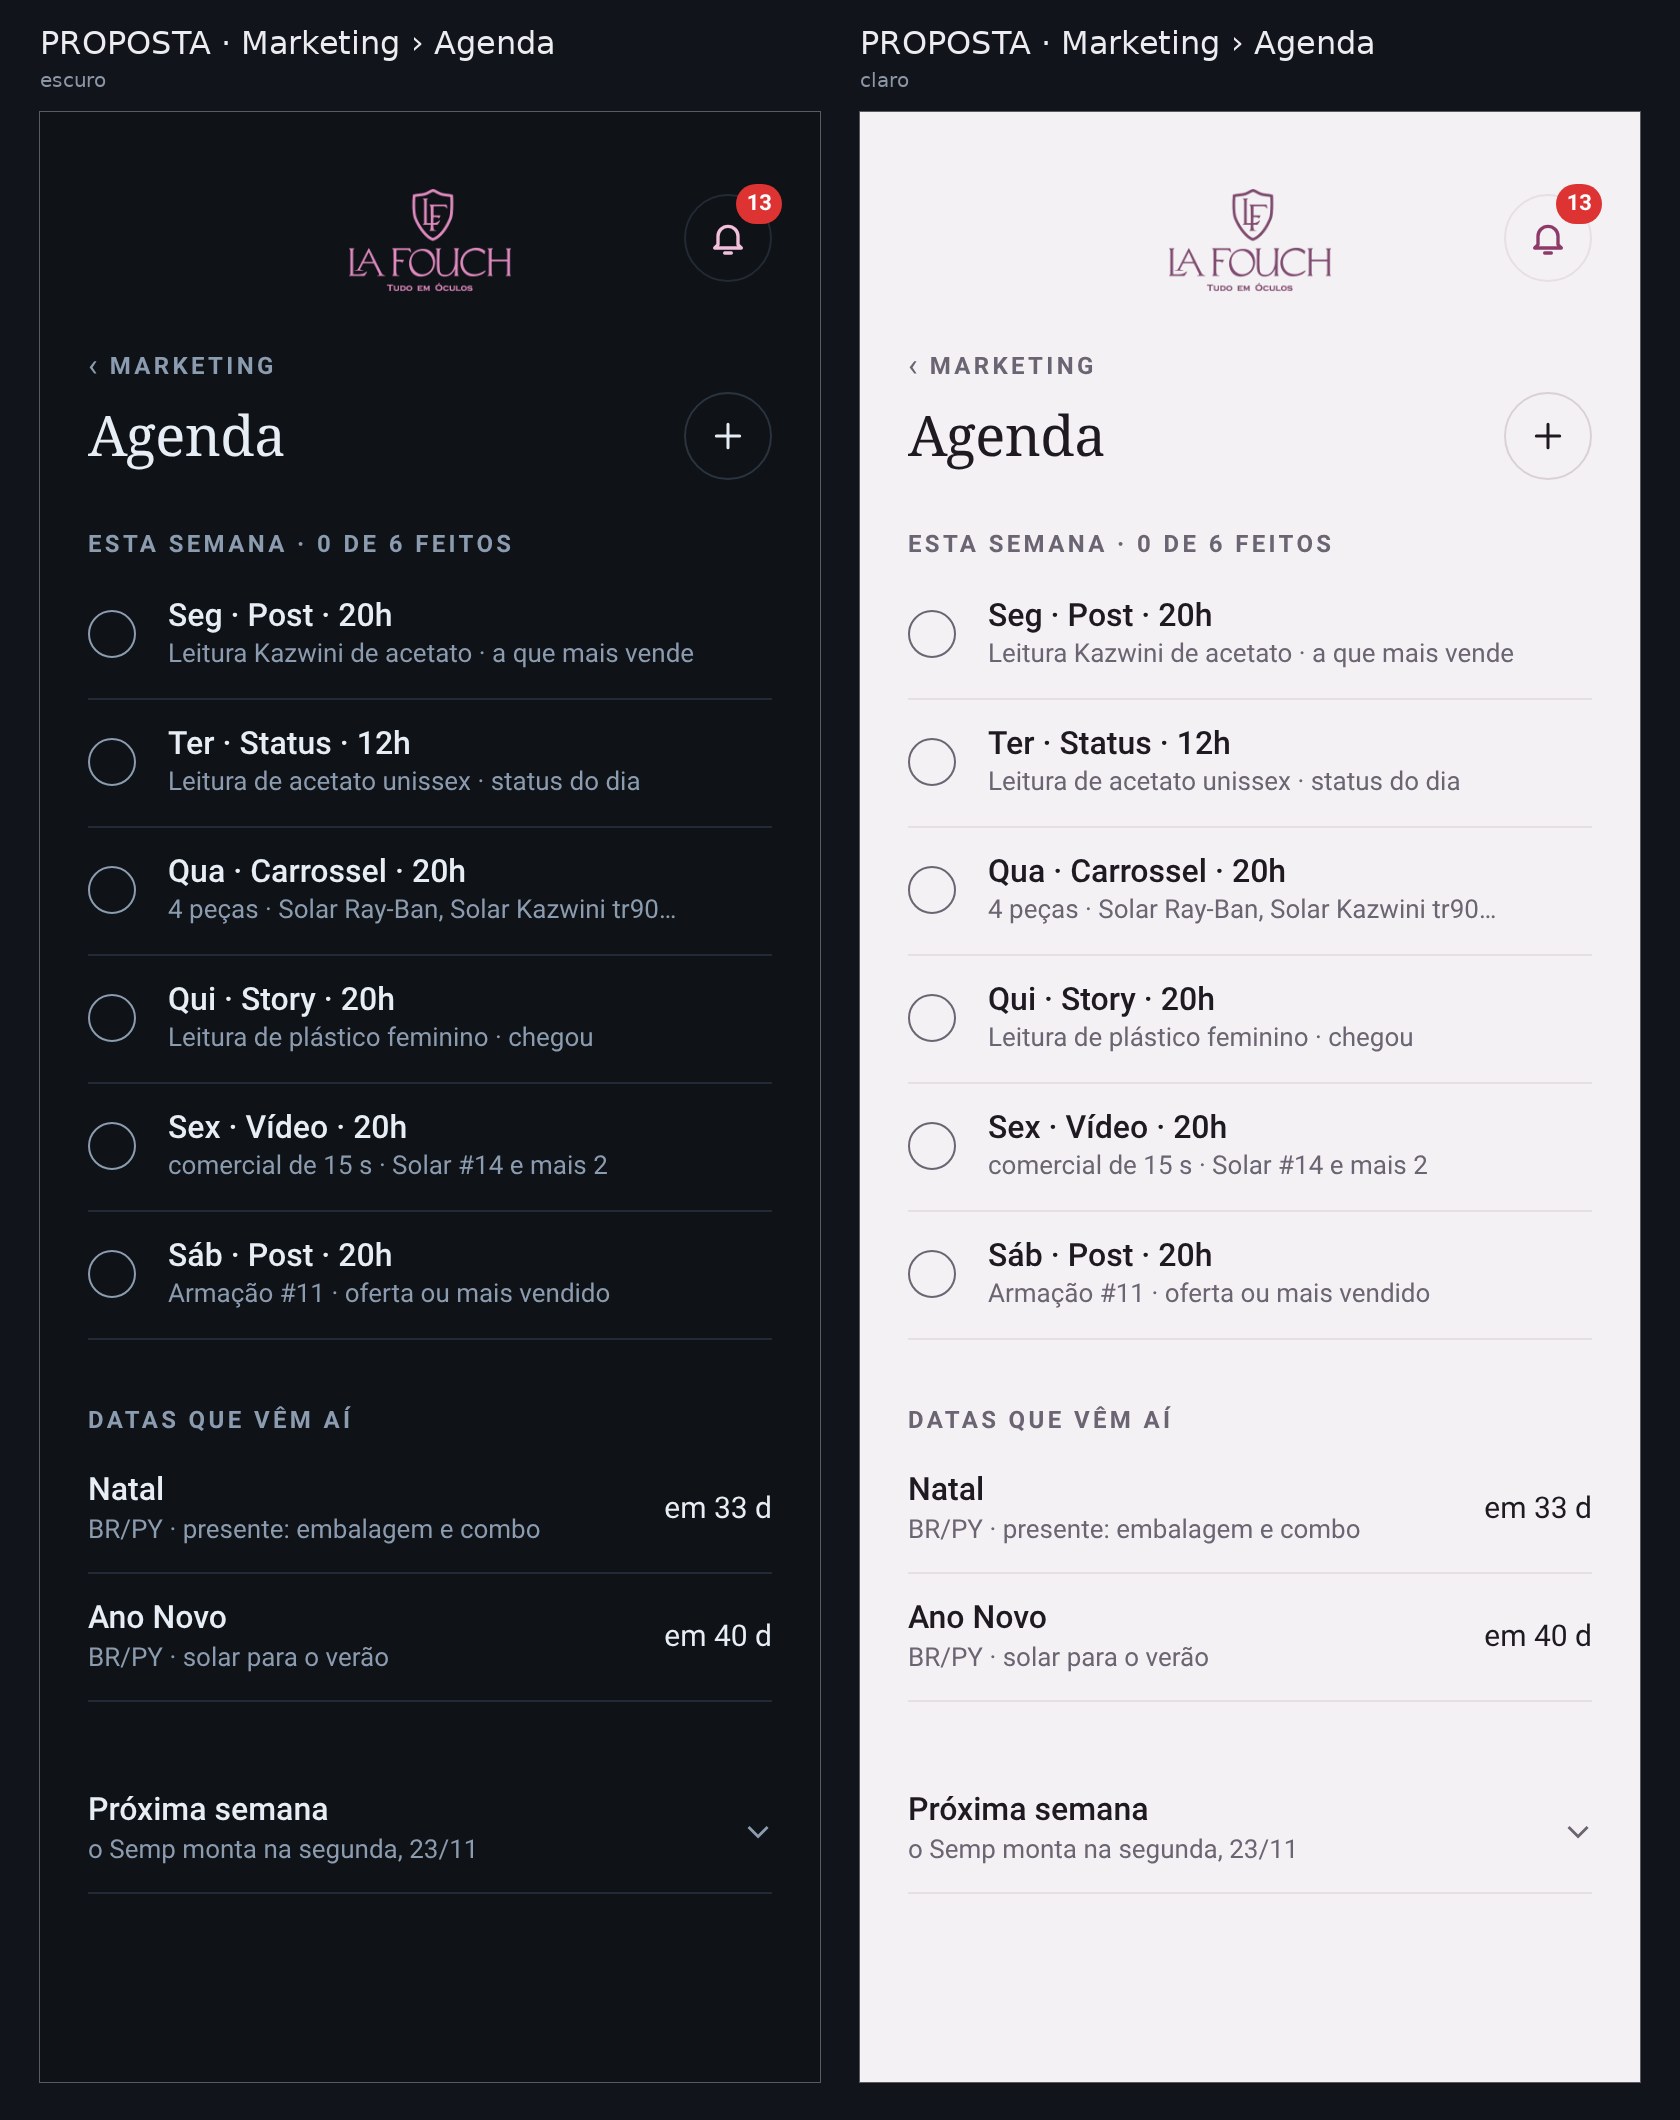 PROPOSTA · Marketing › Agenda
escuro
LF
LA FOUCH
TUDO EM ÓCULOS
13
‹ MARKETING
Agenda
+
ESTA SEMANA · 0 DE 6 FEITOS
Seg · Post · 20h
Leitura Kazwini de acetato · a que mais vende
Ter · Status · 12h
Leitura de acetato unissex · status do dia
Qua · Carrossel · 20h
4 peças · Solar Ray-Ban, Solar Kazwini tr90…
Qui · Story · 20h
Leitura de plástico feminino · chegou
Sex · Vídeo · 20h
comercial de 15 s · Solar #14 e mais 2
Sáb · Post · 20h
Armação #11 · oferta ou mais vendido
DATAS QUE VÊM AÍ
Natal
BR/PY · presente: embalagem e combo
em 33 d
Ano Novo
BR/PY · solar para o verão
em 40 d
Próxima semana
o Semp monta na segunda, 23/11
PROPOSTA · Marketing › Agenda
claro
LF
LA FOUCH
TUDO EM ÓCULOS
13
‹ MARKETING
Agenda
+
ESTA SEMANA · 0 DE 6 FEITOS
Seg · Post · 20h
Leitura Kazwini de acetato · a que mais vende
Ter · Status · 12h
Leitura de acetato unissex · status do dia
Qua · Carrossel · 20h
4 peças · Solar Ray-Ban, Solar Kazwini tr90…
Qui · Story · 20h
Leitura de plástico feminino · chegou
Sex · Vídeo · 20h
comercial de 15 s · Solar #14 e mais 2
Sáb · Post · 20h
Armação #11 · oferta ou mais vendido
DATAS QUE VÊM AÍ
Natal
BR/PY · presente: embalagem e combo
em 33 d
Ano Novo
BR/PY · solar para o verão
em 40 d
Próxima semana
o Semp monta na segunda, 23/11